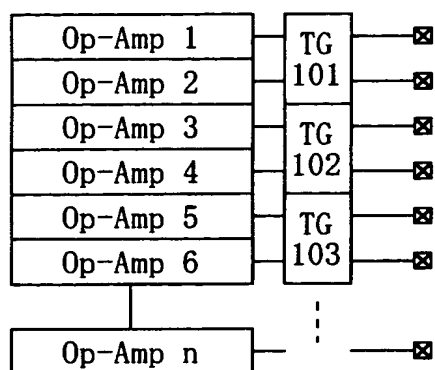 Op-Amp 1
Op-Amp 2
Op-Amp 3
Op-Amp 4
Op-Amp 5
Op-Amp 6
Op-Amp n
TG
101
TG
102
TG
103